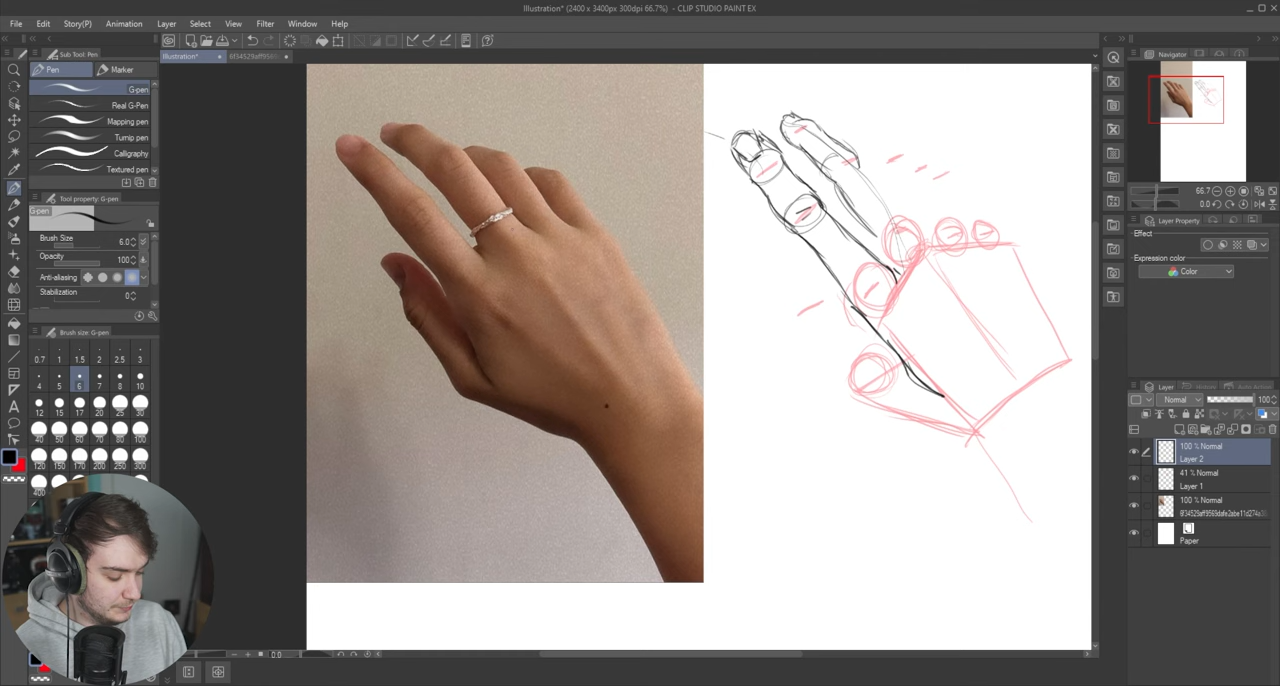 Illustration* (2400 x 3400px 300dpi 66.7%) - CLIP STUDIO PAINT EX
File Edit Story(P) Animation Layer Select View Filter Window Help
Sub Tool: Pen
Illustration*
Pen Marker
G-pen
Real G-Pen
Mapping pen
Turnip pen
Calligraphy
Textured pen
Tool property: G-pen
G-pen
Brush Size 6.0
Opacity 100
Anti-aliasing
Stabilization 0
Brush size: G-pen
0.7 1 1.5 2 2.5 3
4 5 6 7 8 10
12 15 17 20 25 30
40 50 60 70 80 100
120 150 170 200 250 300
400
Navigator
66.7
0.0
Layer Property
Effect
Expression color
Color
Layer History Auto Action
Normal 100
100 % Normal
Layer 2
41 % Normal
Layer 1
100 % Normal
Paper